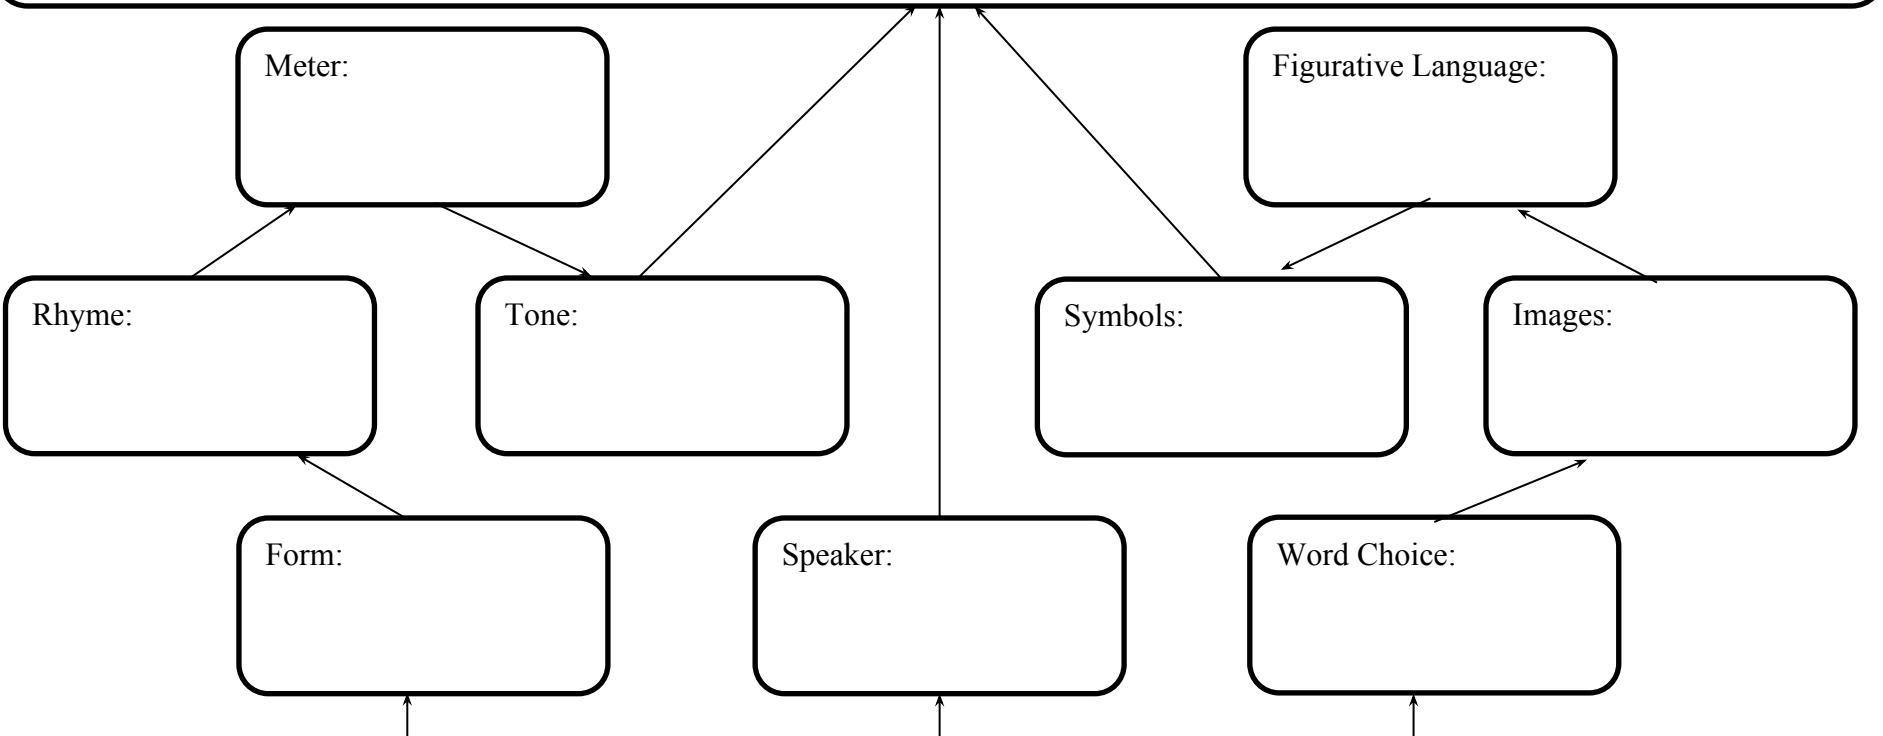 Meter:
Figurative Language:
Rhyme:
Tone:
Symbols:
Images:
Form:
Speaker:
Word Choice: